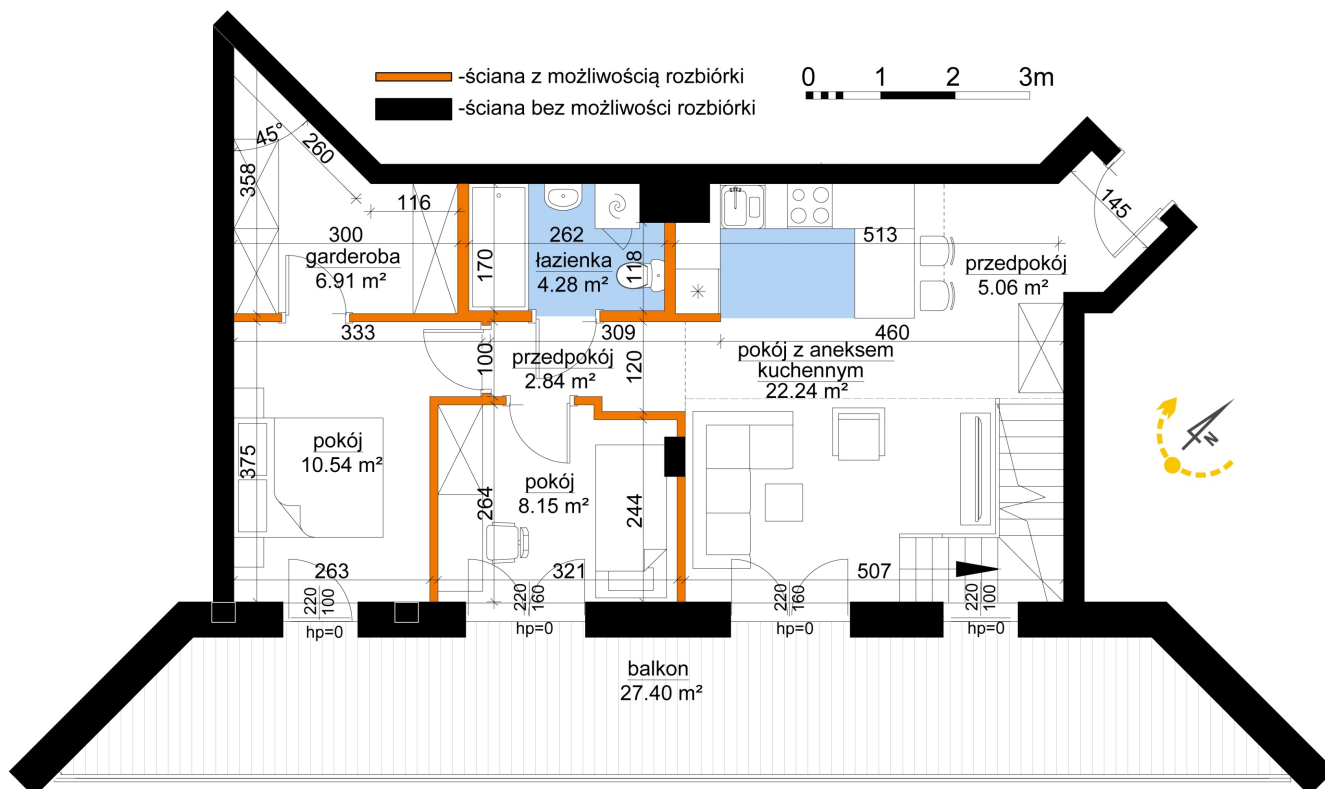 -ściana z możliwością rozbiórki
-ściana bez możliwości rozbiórki
0 1 2 3m
45°
260
358
116
145
300
garderoba
6.91 m²
262
łazienka
4.28 m²
170
118
513
przedpokój
5.06 m²
333
309
460
100
przedpokój
2.84 m²
120
pokój z aneksem
kuchennym
22.24 m²
375
pokój
10.54 m²
264
pokój
8.15 m²
244
263
321
507
220
100
hp=0
220
160
hp=0
220
160
hp=0
220
100
hp=0
balkon
27.40 m²
N